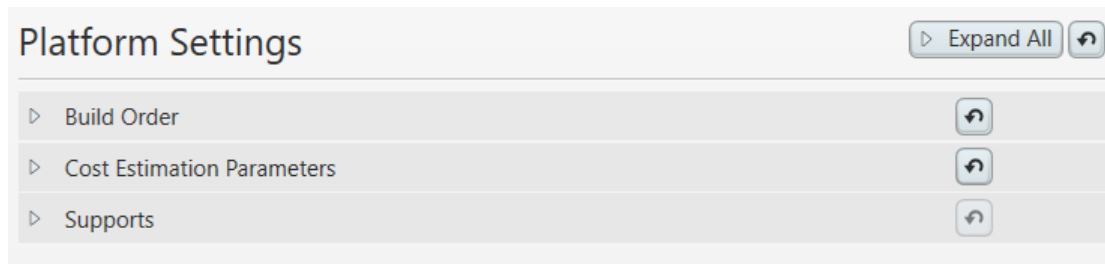 Platform Settings
Expand All
Build Order
Cost Estimation Parameters
Supports